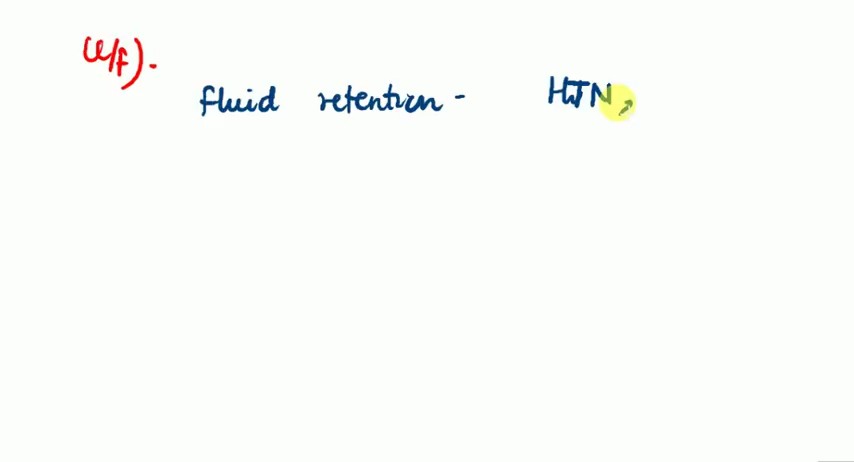 (c/f).
fluid retention - HTN,